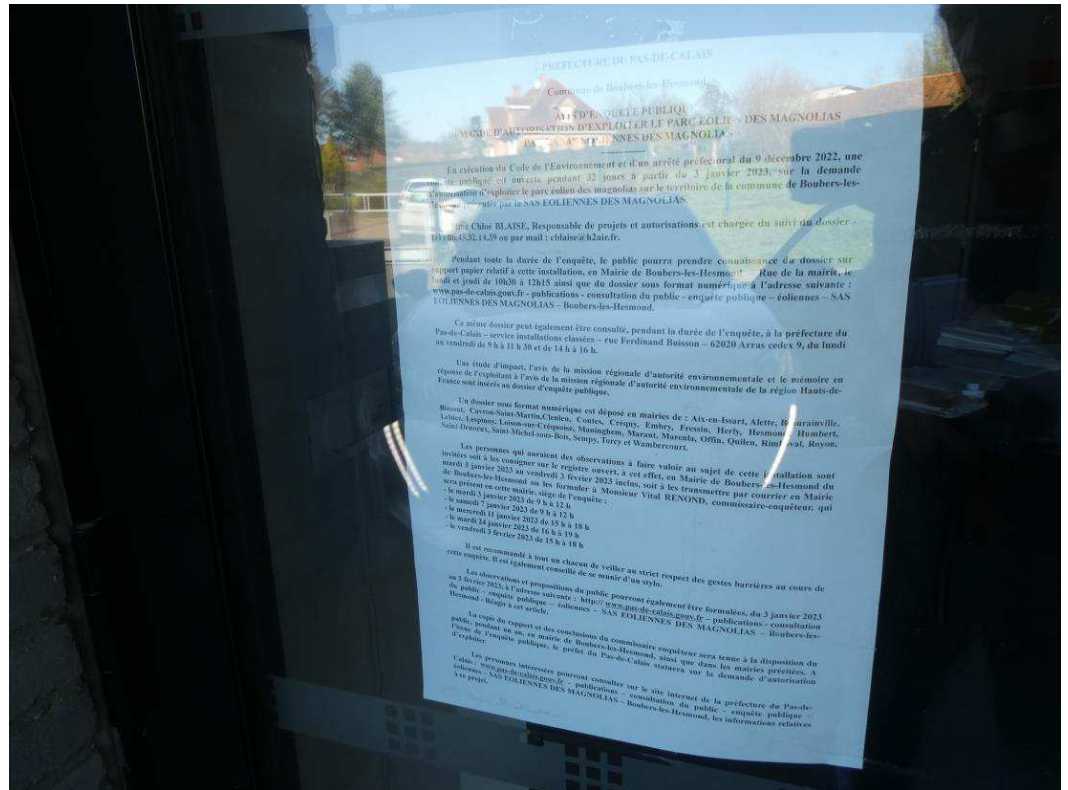 PREFECTURE DU PAS-DE-CALAIS
Commune de Boubers-les-Hesmond
AVIS D'ENQUETE PUBLIQUE
DEMANDE D'AUTORISATION D'EXPLOITER LE PARC EOLIEN DES MAGNOLIAS
PAR LA SAS EOLIENNES DES MAGNOLIAS
En exécution du Code de l'Environnement et d'un arrêté préfectoral du 9 décembre 2022, une
publique est ouverte pendant 32 jours à partir du 3 janvier 2023, sur la demande
d'autorisation d'exploiter le parc éolien des magnolias sur le territoire de la commune de Boubers-les-
présentée par la SAS EOLIENNES DES MAGNOLIAS.
Chloé BLAISE, Responsable de projets et autorisations est chargée du suivi du dossier -
Tél : 06.45.32.14.59 ou par mail : cblaise@h2air.fr.
Pendant toute la durée de l'enquête, le public pourra prendre connaissance du dossier sur
support papier relatif à cette installation, en Mairie de Boubers-les-Hesmond – Rue de la mairie, le
lundi et jeudi de 10h30 à 12h15 ainsi que du dossier sous format numérique à l'adresse suivante :
www.pas-de-calais.gouv.fr - publications - consultation du public - enquête publique – éoliennes – SAS
EOLIENNES DES MAGNOLIAS – Boubers-les-Hesmond.
Ce même dossier peut également être consulté, pendant la durée de l'enquête, à la préfecture du
Pas-de-Calais – service installations classées – rue Ferdinand Buisson – 62020 Arras cedex 9, du lundi
au vendredi de 9 h à 11 h 30 et de 14 h à 16 h.
Une étude d'impact, l'avis de la mission régionale d'autorité environnementale et le mémoire en
réponse de l'exploitant à l'avis de la mission régionale d'autorité environnementale de la région Hauts-de-
France sont insérés au dossier d'enquête publique.
Un dossier sous format numérique est déposé en mairies de : Aix-en-Issart, Alette, Beaurainville,
Bimont, Cavron-Saint-Martin, Clenleu, Contes, Créquy, Embry, Fressin, Herly, Hesmond, Humbert,
Lebiez, Lespinoy, Loison-sur-Créquoise, Maninghem, Marant, Marenla, Offin, Quilen, Rimboval, Royon,
Saint-Denoeux, Saint-Michel-sous-Bois, Sempy, Torcy et Wambercourt.
Les personnes qui auraient des observations à faire valoir au sujet de cette installation sont
invitées soit à les consigner sur le registre ouvert, à cet effet, en Mairie de Boubers-les-Hesmond du
mardi 3 janvier 2023 au vendredi 3 février 2023 inclus, soit à les transmettre par courrier en Mairie
de Boubers-les-Hesmond ou les formuler à Monsieur Vital RENOND, commissaire-enquêteur, qui
sera présent en cette mairie, siège de l'enquête :
- le mardi 3 janvier 2023 de 9 h à 12 h
- le samedi 7 janvier 2023 de 9 h à 12 h
- le mercredi 11 janvier 2023 de 15 h à 18 h
- le mardi 24 janvier 2023 de 16 h à 19 h
- le vendredi 3 février 2023 de 15 h à 18 h
Il est recommandé à tout un chacun de veiller au strict respect des gestes barrières au cours de
cette enquête. Il est également conseillé de se munir d'un stylo.
Les observations et propositions du public pourront également être formulées, du 3 janvier 2023
au 3 février 2023, à l'adresse suivante : http:// www.pas-de-calais.gouv.fr - publications - consultation
du public - enquête publique – éoliennes – SAS EOLIENNES DES MAGNOLIAS – Boubers-les-
Hesmond - Réagir à cet article.
La copie du rapport et des conclusions du commissaire enquêteur sera tenue à la disposition du
public, pendant un an, en mairie de Boubers-les-Hesmond, ainsi que dans les mairies précitées. A
l'issue de l'enquête publique, le préfet du Pas-de-Calais statuera sur la demande d'autorisation
d'exploiter.
Les personnes intéressées pourront consulter sur le site internet de la préfecture du Pas-de-
Calais : www.pas-de-calais.gouv.fr - publications - consultation du public - enquête publique –
éoliennes – SAS EOLIENNES DES MAGNOLIAS – Boubers-les-Hesmond, les informations relatives
à ce projet.